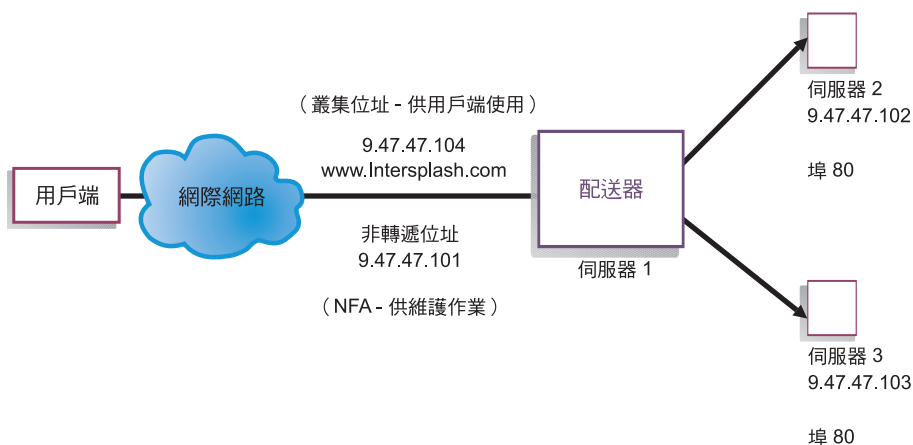 用戶端
網際網路
（叢集位址 - 供用戶端使用）
9.47.47.104
www.Intersplash.com
非轉遞位址
9.47.47.101
（NFA - 供維護作業）
配送器
伺服器 1
伺服器 2
9.47.47.102
埠 80
伺服器 3
9.47.47.103
埠 80